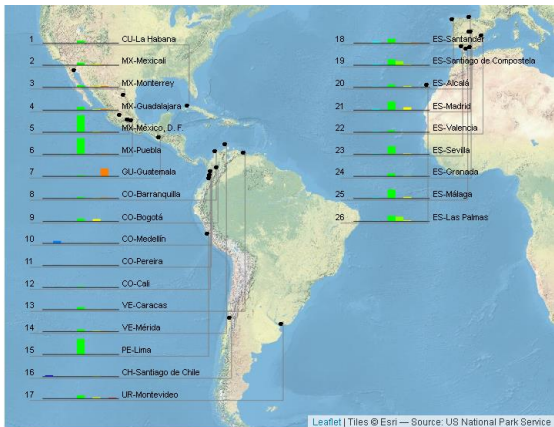 1 CU-La Habana
2 MX-Mexicali
3 MX-Monterrey
4 MX-Guadalajara
5 MX-México, D. F.
6 MX-Puebla
7 GU-Guatemala
8 CO-Barranquilla
9 CO-Bogotá
10 CO-Medellín
11 CO-Pereira
12 CO-Cali
13 VE-Caracas
14 VE-Mérida
15 PE-Lima
16 CH-Santiago de Chile
17 UR-Montevideo
18 ES-Santander
19 ES-Santiago de Compostela
20 ES-Alcalá
21 ES-Madrid
22 ES-Valencia
23 ES-Sevilla
24 ES-Granada
25 ES-Málaga
26 ES-Las Palmas
Leaflet | Tiles © Esri — Source: US National Park Service